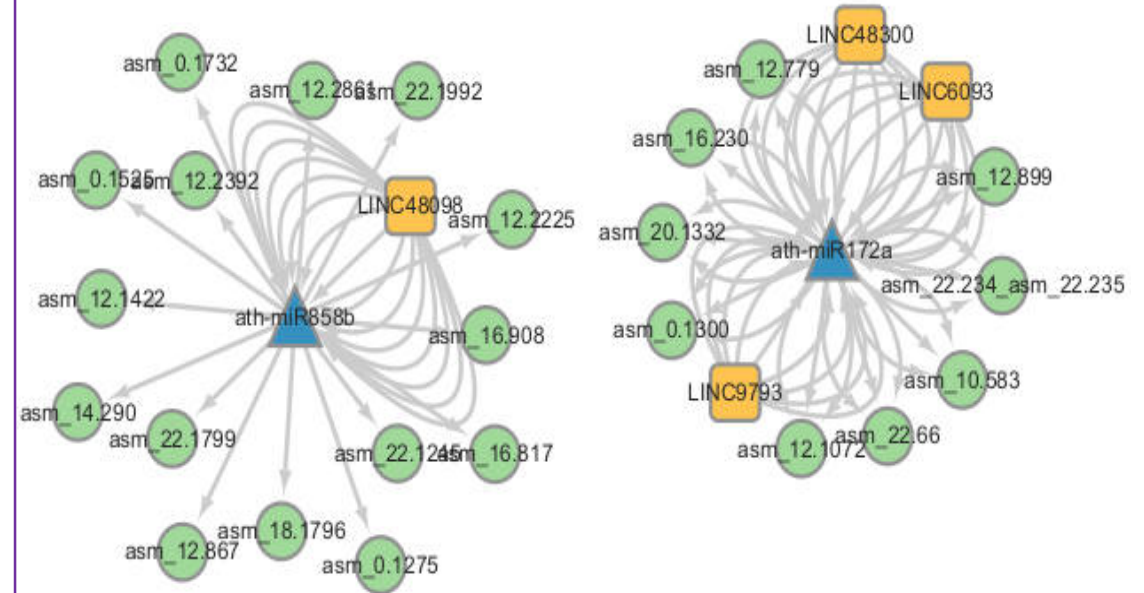 asm_0.1732
asm_12.2861
asm_22.1992
asm_0.1525
asm_12.2392
LINC48098
asm_12.2225
asm_12.1422
ath-miR858b
asm_16.908
asm_14.290
asm_22.1799
asm_22.1245
asm_16.817
asm_12.867
asm_18.1796
asm_0.1275
LINC48300
asm_12.779
LINC6093
asm_16.230
asm_12.899
asm_20.1332
ath-miR172a
asm_22.234_asm_22.235
asm_0.1300
asm_10.583
LINC9793
asm_12.1072
asm_22.66